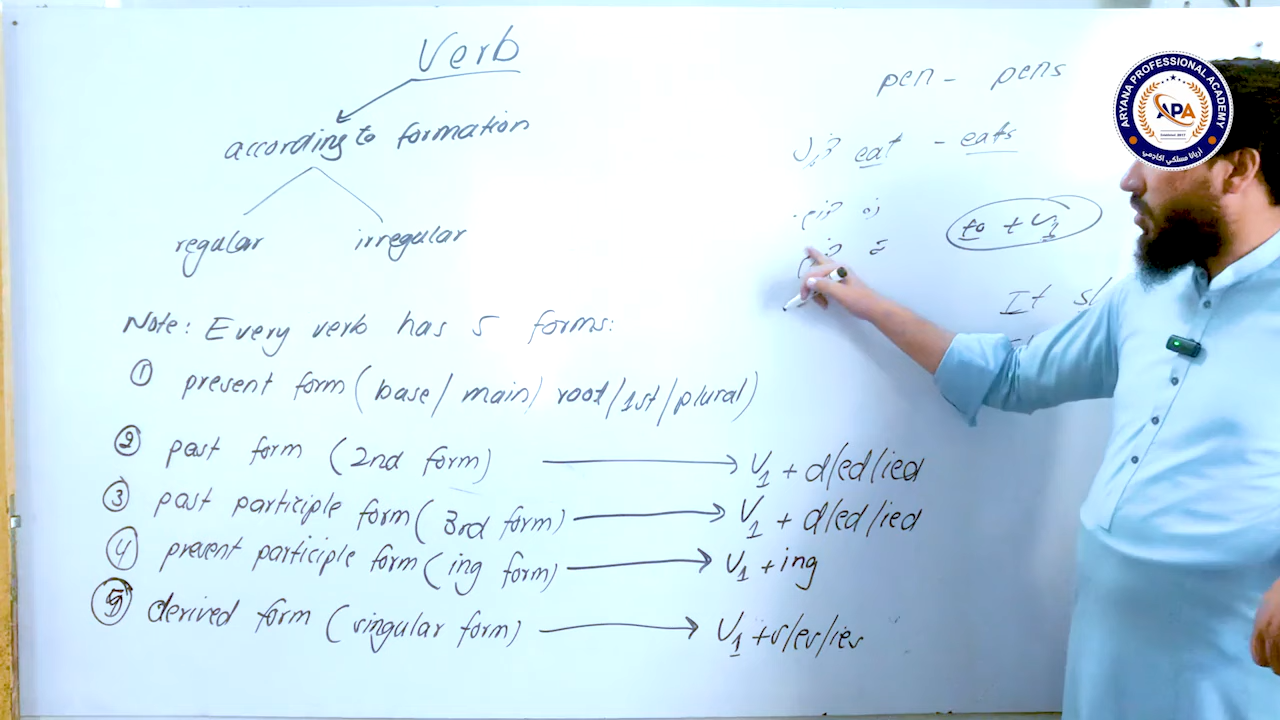 Verb
according to formation
regular irregular
Note: Every verb has 5 forms:
① present form (base/main/root/1st/plural)
② past form (2nd form) → V1 + d/ed/ied
③ past participle form (3rd form) → V1 + d/ed/ied
④ present participle form (ing form) → V1 + ing
⑤ derived form (singular form) → V1 + s/es/ies
pen - pens
eat - eats
to + V1
It
ARYANA PROFESSIONAL ACADEMY
APA
آریانا مسلکي اکاډمي